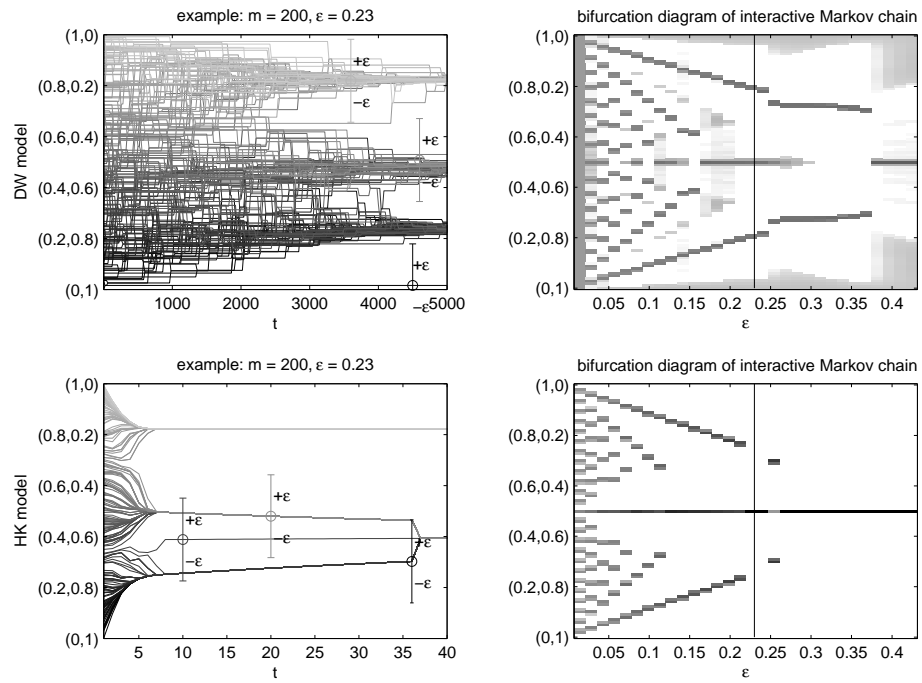 example: m = 200, ε = 0.23
bifurcation diagram of interactive Markov chain
DW model
(1,0)
(0.8,0.2)
(0.6,0.4)
(0.4,0.6)
(0.2,0.8)
(0,1)
+ε
−ε
+ε
−ε
+ε
−ε
1000 2000 3000 4000 5000
t
(1,0)
(0.8,0.2)
(0.6,0.4)
(0.4,0.6)
(0.2,0.8)
(0,1)
0.05 0.1 0.15 0.2 0.25 0.3 0.35 0.4
ε
example: m = 200, ε = 0.23
bifurcation diagram of interactive Markov chain
HK model
(1,0)
(0.8,0.2)
(0.6,0.4)
(0.4,0.6)
(0.2,0.8)
(0,1)
+ε
−ε
+ε
−ε
+ε
−ε
5 10 15 20 25 30 35 40
t
(1,0)
(0.8,0.2)
(0.6,0.4)
(0.4,0.6)
(0.2,0.8)
(0,1)
0.05 0.1 0.15 0.2 0.25 0.3 0.35 0.4
ε